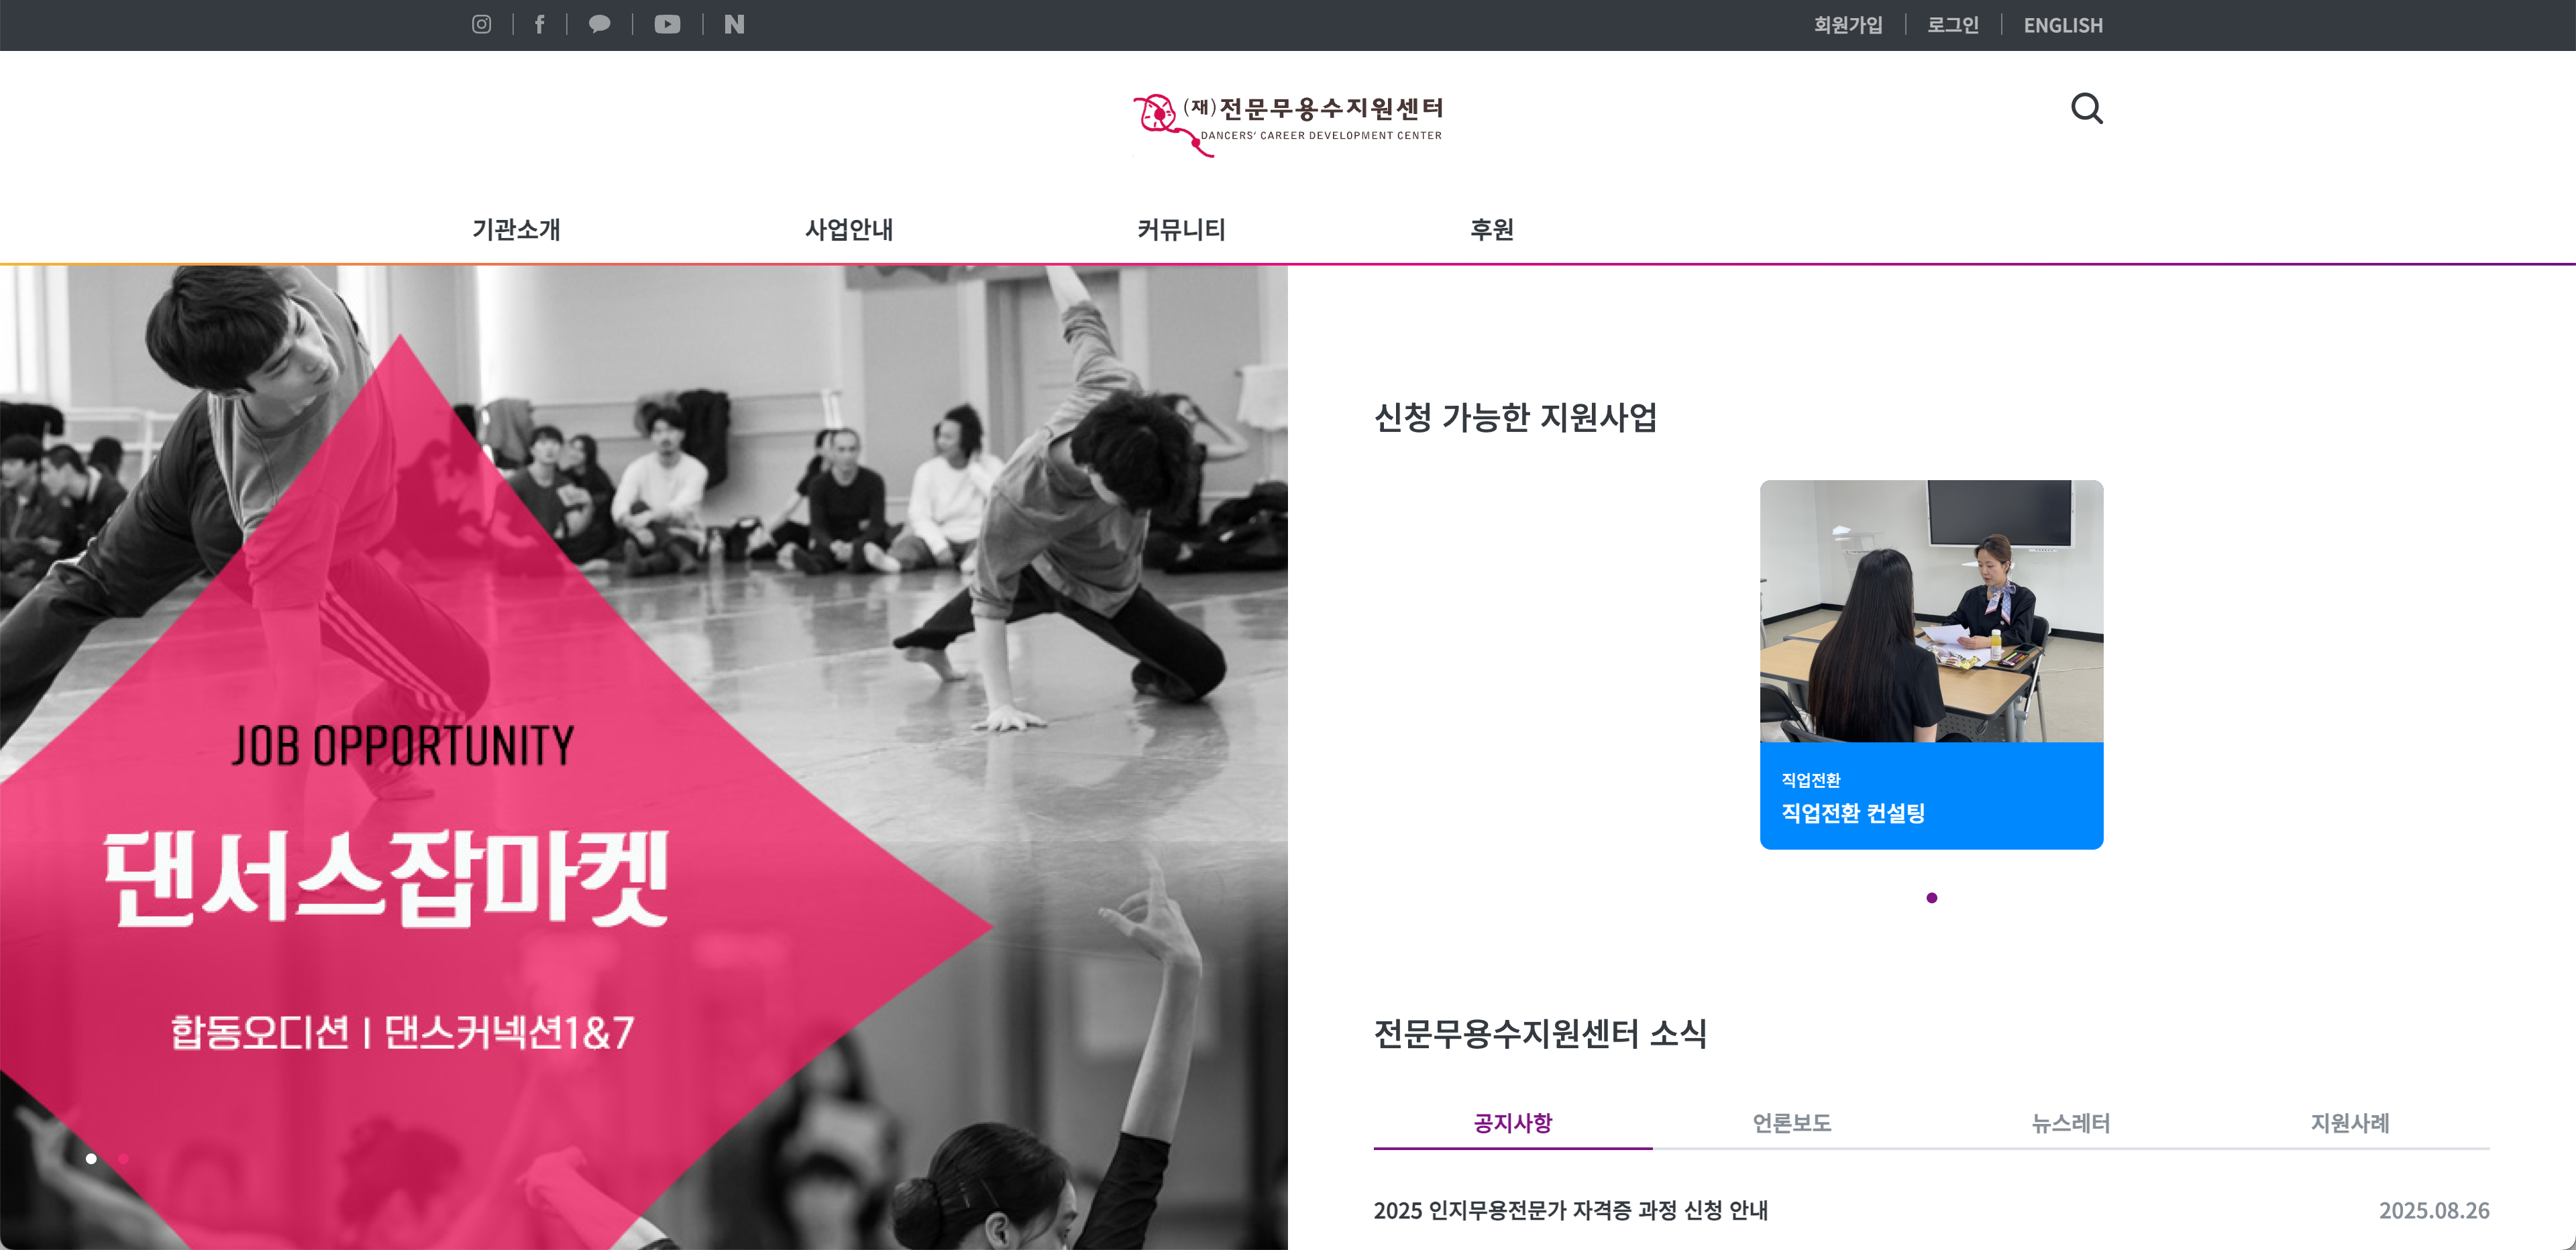 회원가입
로그인
ENGLISH
(재)전문무용수지원센터
DANCERS' CAREER DEVELOPMENT CENTER
기관소개
사업안내
커뮤니티
후원
JOB OPPORTUNITY
댄서스잡마켓
합동오디션 | 댄스커넥션1&7
신청 가능한 지원사업
직업전환
직업전환 컨설팅
전문무용수지원센터 소식
공지사항
언론보도
뉴스레터
지원사례
2025 인지무용전문가 자격증 과정 신청 안내
2025.08.26